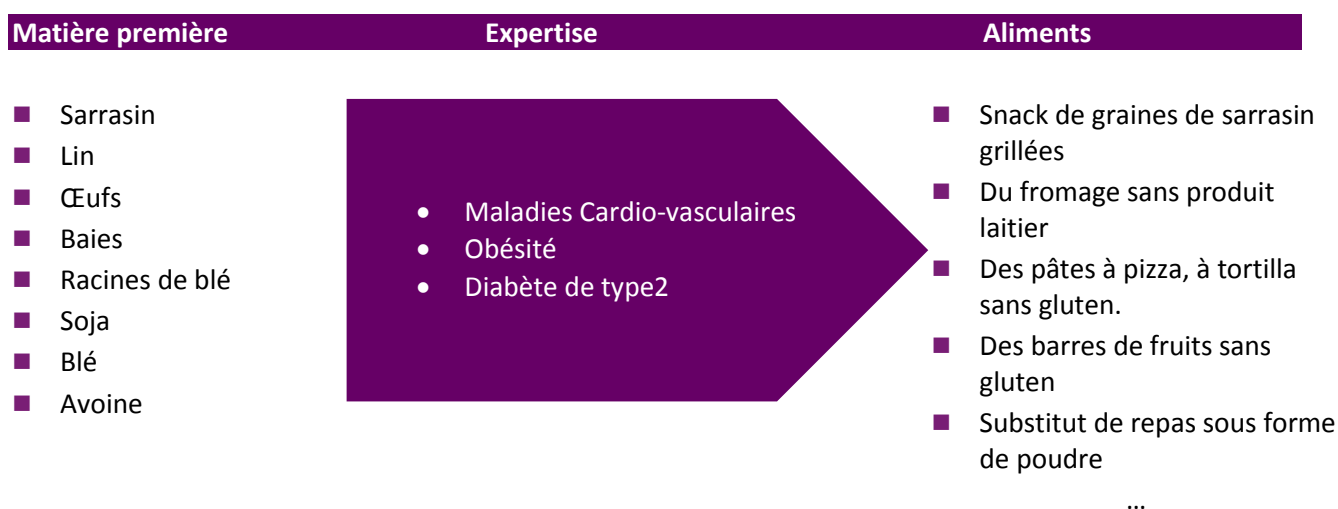 Matière première Expertise Aliments
Sarrasin
Lin
Œufs
Baies
Racines de blé
Soja
Blé
Avoine
Maladies Cardio-vasculaires
Obésité
Diabète de type2
Snack de graines de sarrasin
grillées
Du fromage sans produit
laitier
Des pâtes à pizza, à tortilla
sans gluten.
Des barres de fruits sans
gluten
Substitut de repas sous forme
de poudre
...